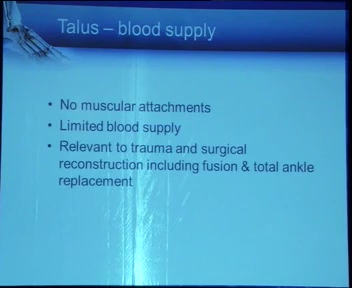 Talus – blood supply
• No muscular attachments
• Limited blood supply
• Relevant to trauma and surgical
reconstruction including fusion & total ankle
replacement